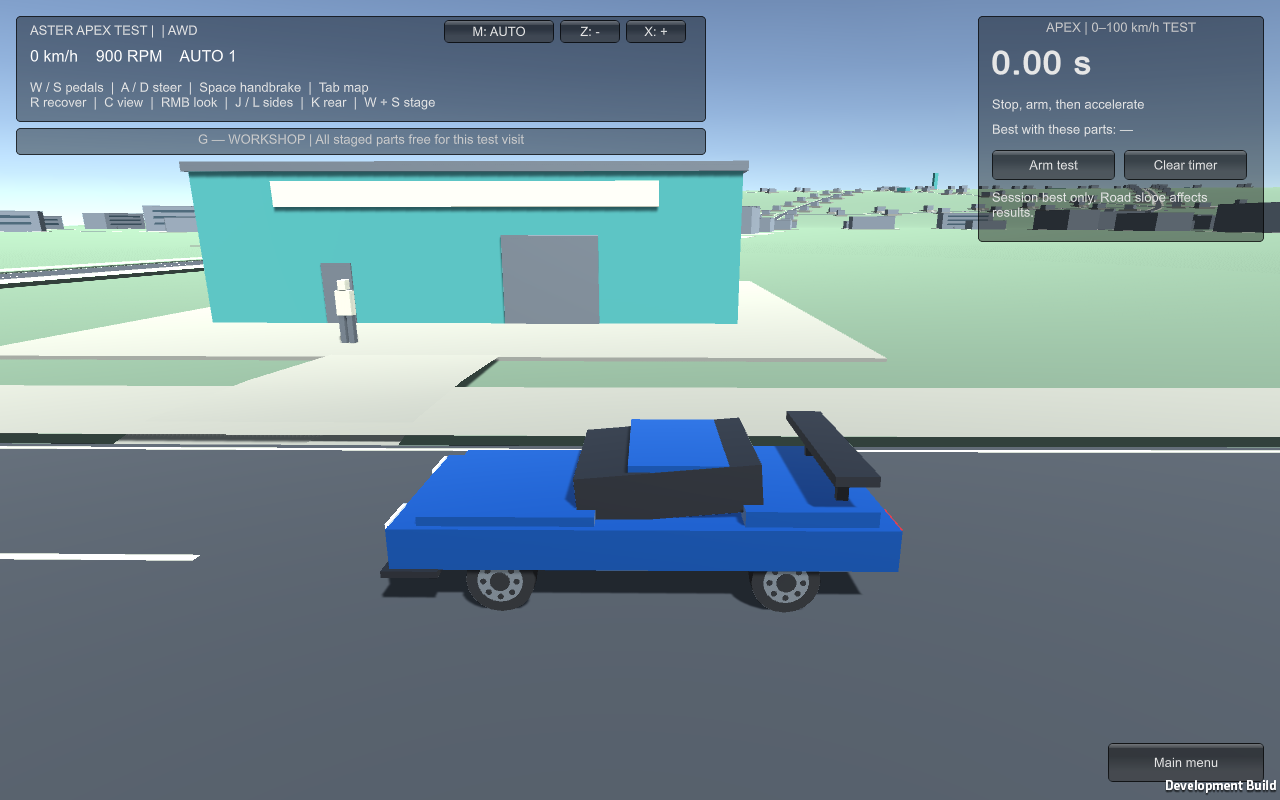 ASTER APEX TEST | | AWD
M: AUTO
Z: -
X: +
0 km/h 900 RPM AUTO 1
W / S pedals | A / D steer | Space handbrake | Tab map
R recover | C view | RMB look | J / L sides | K rear | W + S stage
G — WORKSHOP | All staged parts free for this test visit
APEX | 0–100 km/h TEST
0.00 s
Stop, arm, then accelerate
Best with these parts: —
Arm test
Clear timer
Session best only. Road slope affects
results.
Main menu
Development Build